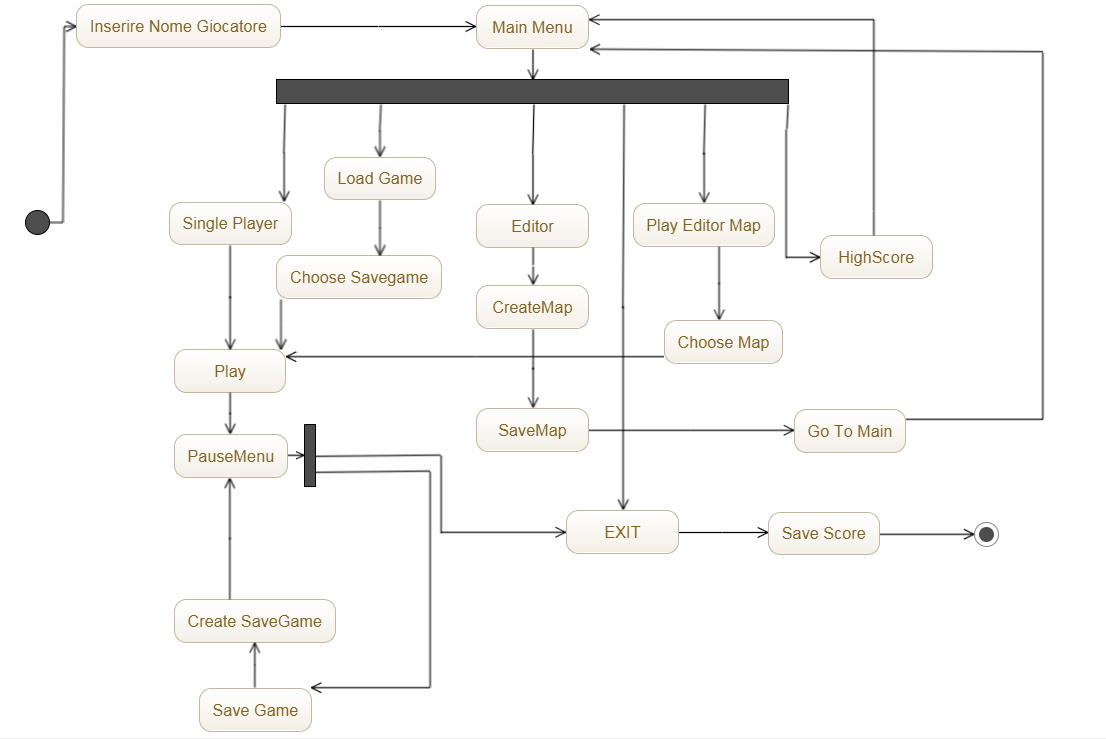 Inserire Nome Giocatore
Main Menu
Load Game
Single Player
Editor
Play Editor Map
HighScore
Choose Savegame
CreateMap
Choose Map
Play
SaveMap
Go To Main
PauseMenu
EXIT
Save Score
Create SaveGame
Save Game